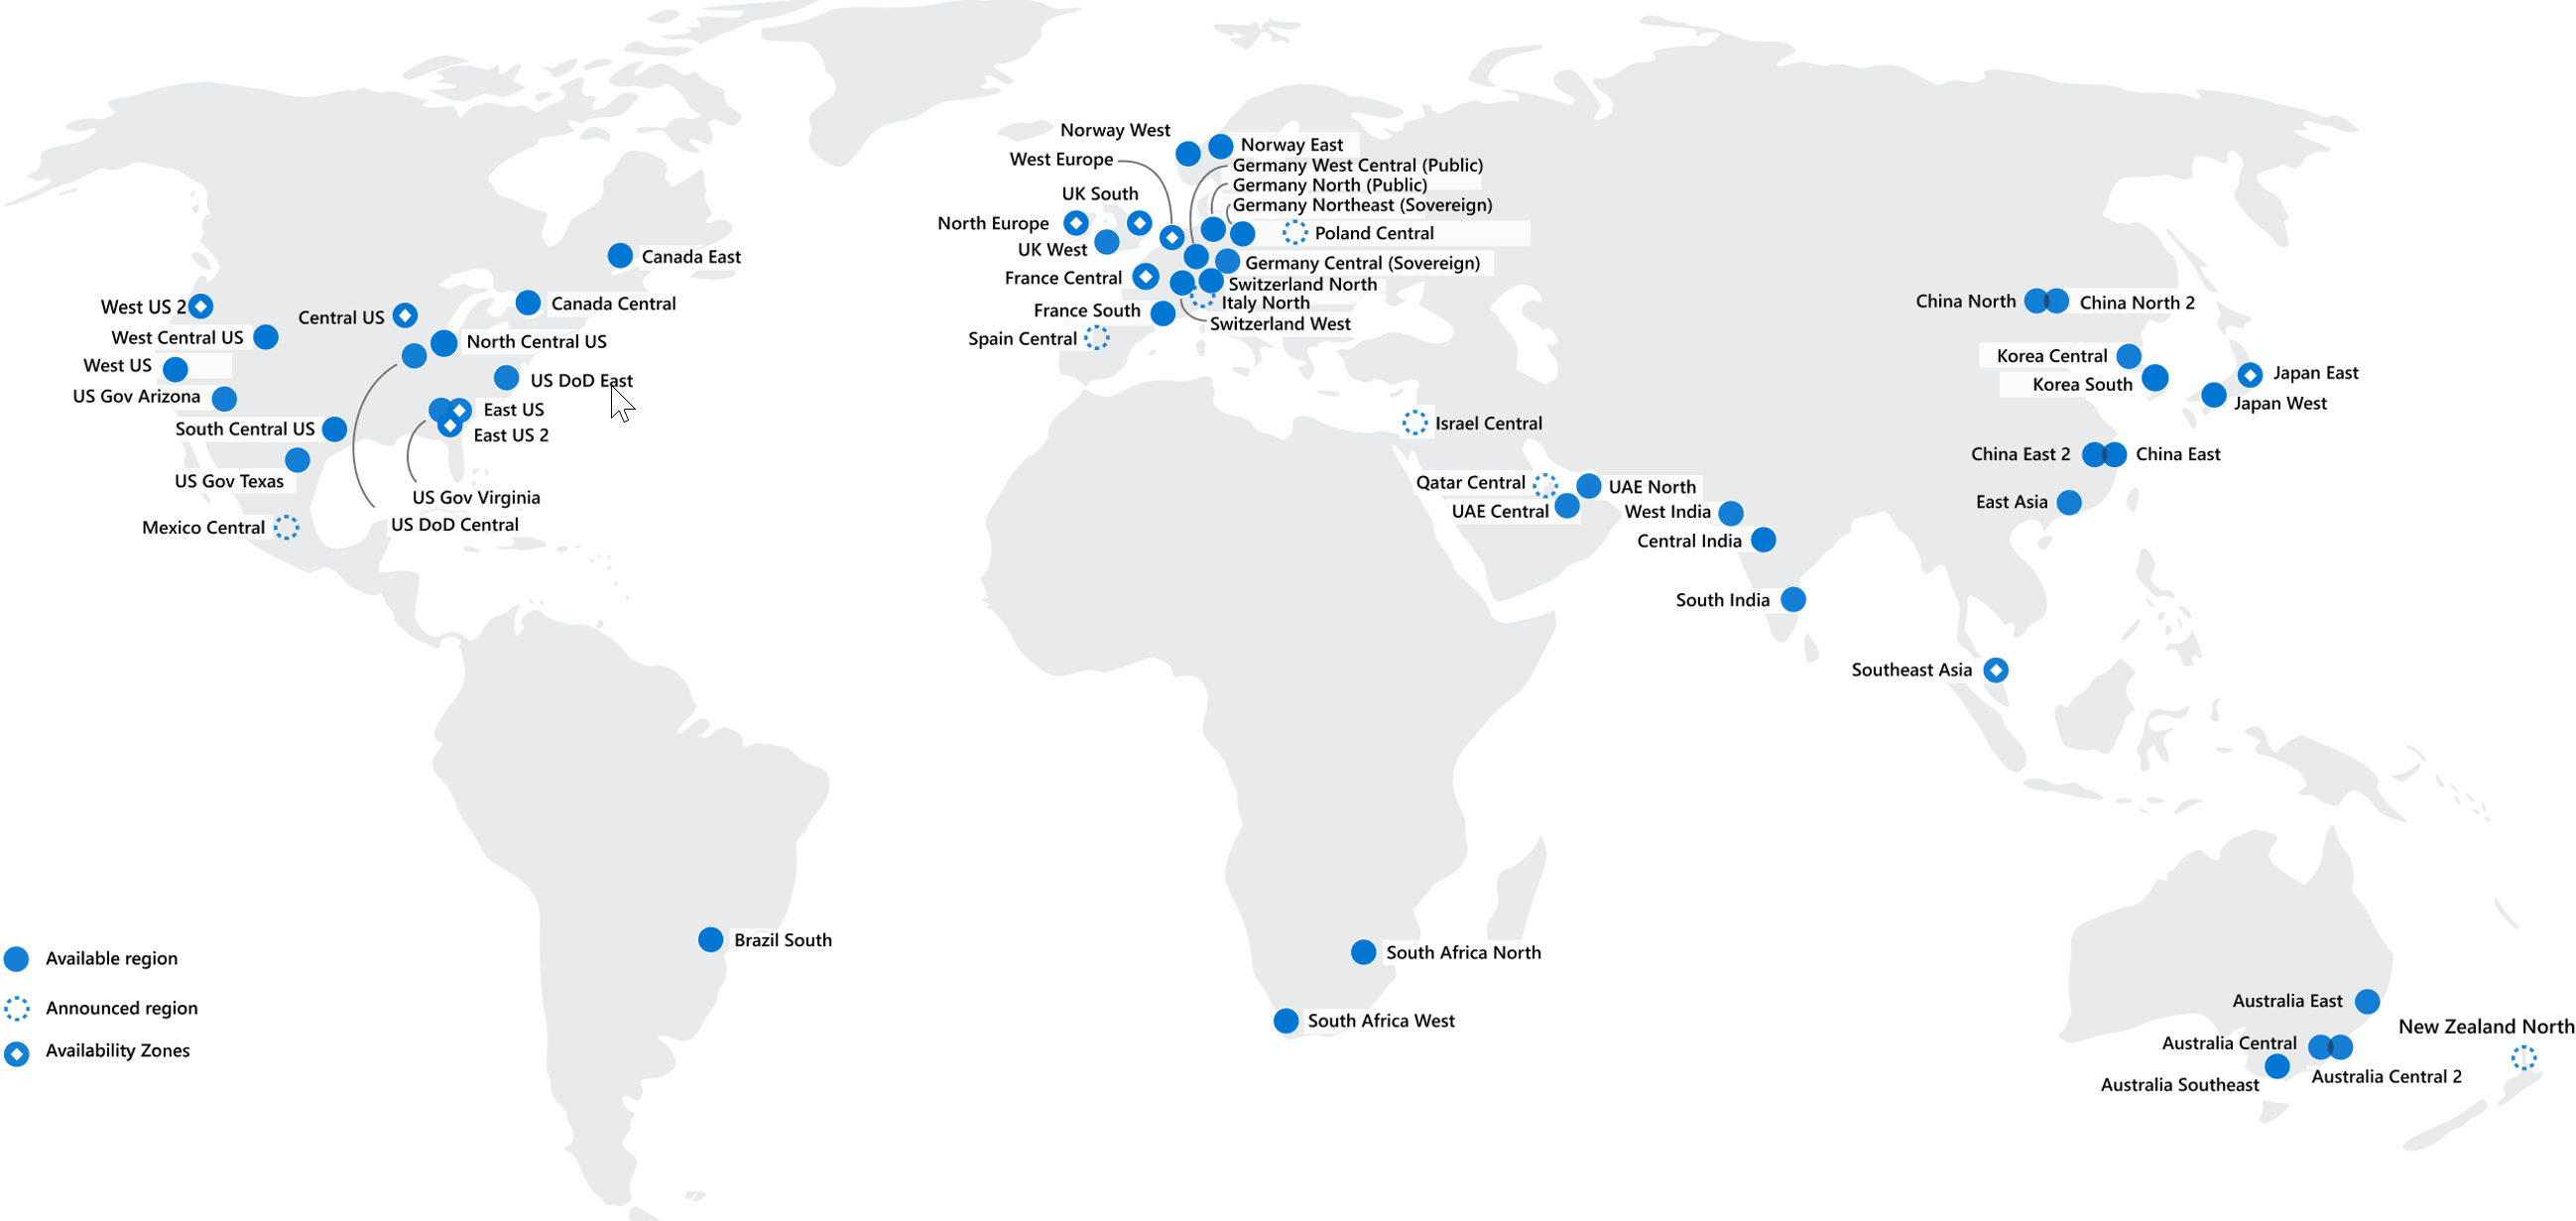 Norway West
Norway East
West Europe
Germany West Central (Public)
Germany North (Public)
UK South
Germany Northeast (Sovereign)
North Europe
Poland Central
UK West
Canada East
Germany Central (Sovereign)
France Central
Switzerland North
Canada Central
Italy North
China North
China North 2
West US 2
Central US
France South
Switzerland West
West Central US
North Central US
Spain Central
Korea Central
West US
US DoD East
Korea South
Japan East
US Gov Arizona
East US
Japan West
South Central US
East US 2
Israel Central
China East 2
China East
US Gov Texas
Qatar Central
UAE North
US Gov Virginia
UAE Central
West India
East Asia
Mexico Central
US DoD Central
Central India
South India
Southeast Asia
Brazil South
South Africa North
Available region
Australia East
Announced region
South Africa West
New Zealand North
Australia Central
Availability Zones
Australia Central 2
Australia Southeast